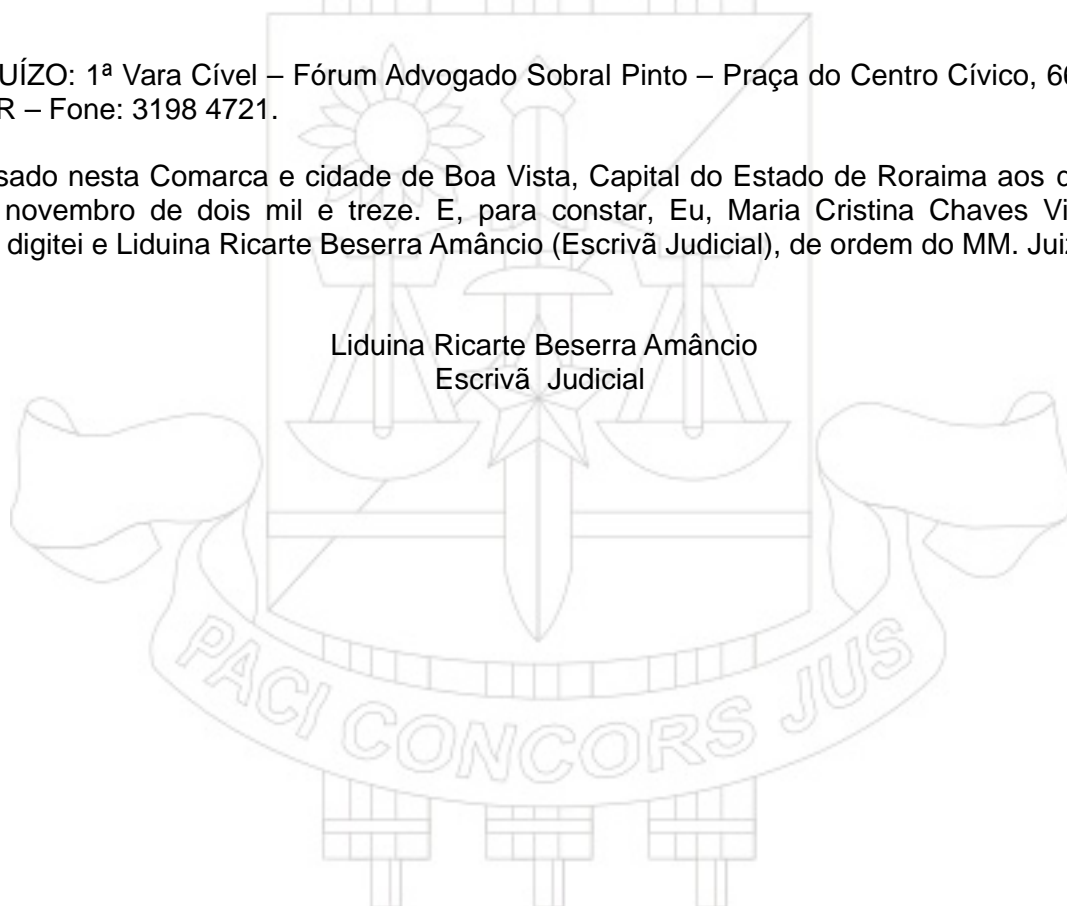 UÍZO: 1ª Vara Cível – Fórum Advogado Sobral Pinto – Praça do Centro Cívico, 66
R – Fone: 3198 4721.
sado nesta Comarca e cidade de Boa Vista, Capital do Estado de Roraima aos d
novembro de dois mil e treze. E, para constar, Eu, Maria Cristina Chaves Vi
digitei e Liduina Ricarte Beserra Amâncio (Escrivã Judicial), de ordem do MM. Juiz
Liduina Ricarte Beserra Amâncio
Escrivã Judicial
PACI CONCORS JUS